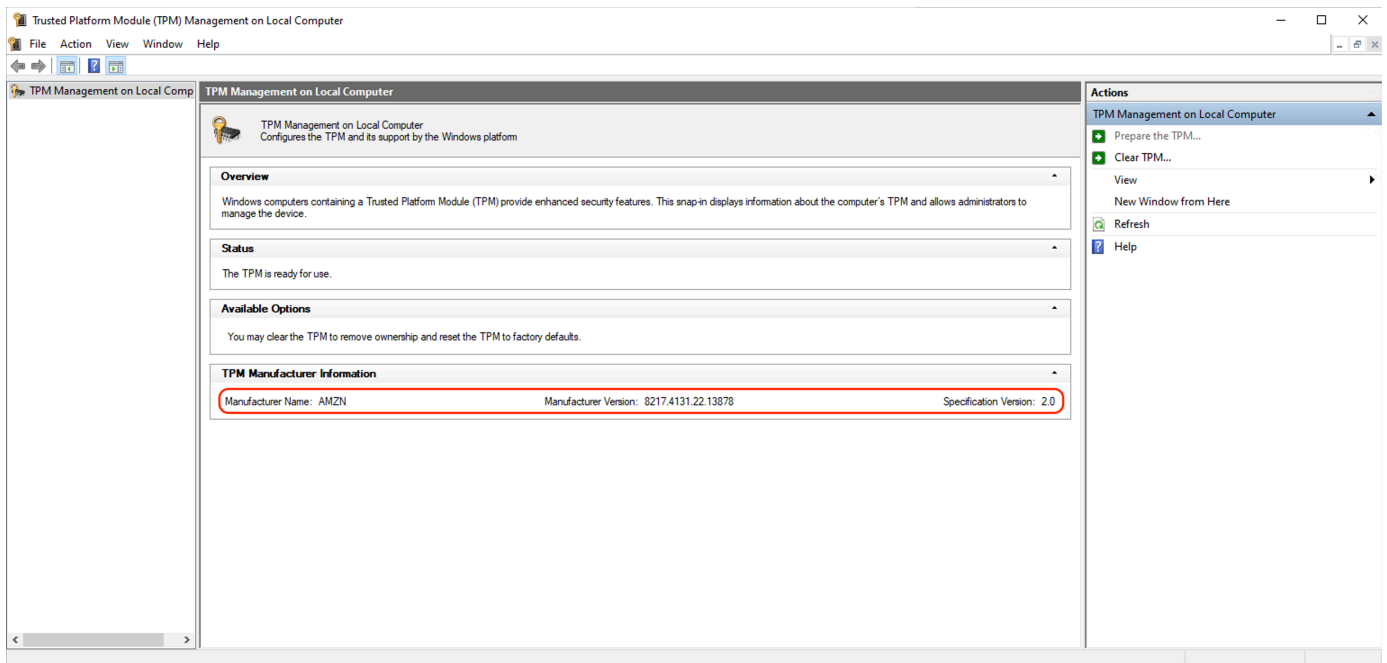 Trusted Platform Module (TPM) Management on Local Computer
File Action View Window Help
TPM Management on Local Comp
TPM Management on Local Computer
TPM Management on Local Computer
Configures the TPM and its support by the Windows platform
Overview
Windows computers containing a Trusted Platform Module (TPM) provide enhanced security features. This snap-in displays information about the computer's TPM and allows administrators to
manage the device.
Status
The TPM is ready for use.
Available Options
You may clear the TPM to remove ownership and reset the TPM to factory defaults.
TPM Manufacturer Information
Manufacturer Name: AMZN Manufacturer Version: 8217.4131.22.13878 Specification Version: 2.0
Actions
TPM Management on Local Computer
Prepare the TPM...
Clear TPM...
View
New Window from Here
Refresh
Help